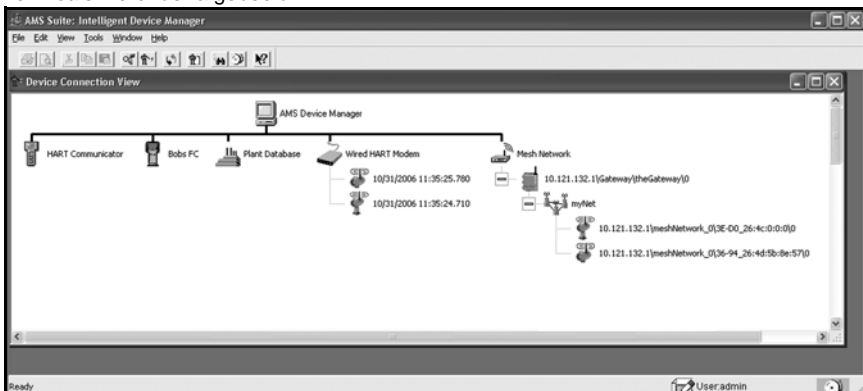 AMS Suite: Intelligent Device Manager
File Edit View Tools Window Help
Device Connection View
AMS Device Manager
HART Communicator
Bobs FC
Plant Database
Wired HART Modem
Mesh Network
10/31/2006 11:35:25.780
10.121.132.1\Gateway\theGateway\0
10/31/2006 11:35:24.710
myNet
10.121.132.1\meshNetwork_0\3E-D0_26:4c:0:0:0\0
10.121.132.1\meshNetwork_0\36-94_26:4d:5b:8e:57\0
Ready
User:admin